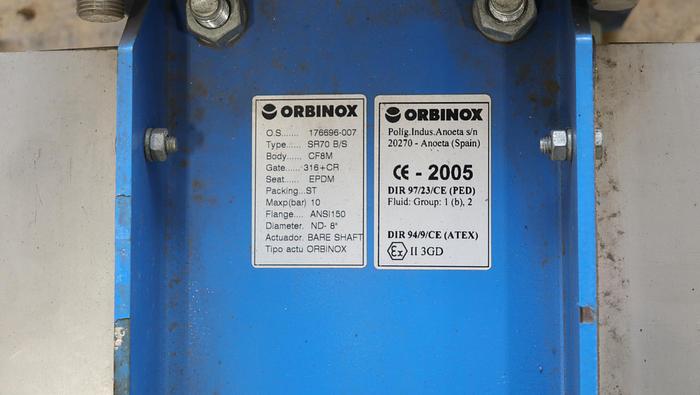 ORBINOX
O.S....... 176696-007
Type...... SR70 B/S
Body...... CF8M
Gate...... 316+CR
Seat...... EPDM
Packing...ST
Maxp(bar) 10
Flange.... ANSI150
Diameter. ND- 8"
Actuador. BARE SHAFT
Tipo actu ORBINOX
ORBINOX
Políg.Indus.Anoeta s/n
20270 - Anoeta (Spain)
CE - 2005
DIR 97/23/CE (PED)
Fluid: Group: 1 (b), 2
DIR 94/9/CE (ATEX)
Ex II 3GD